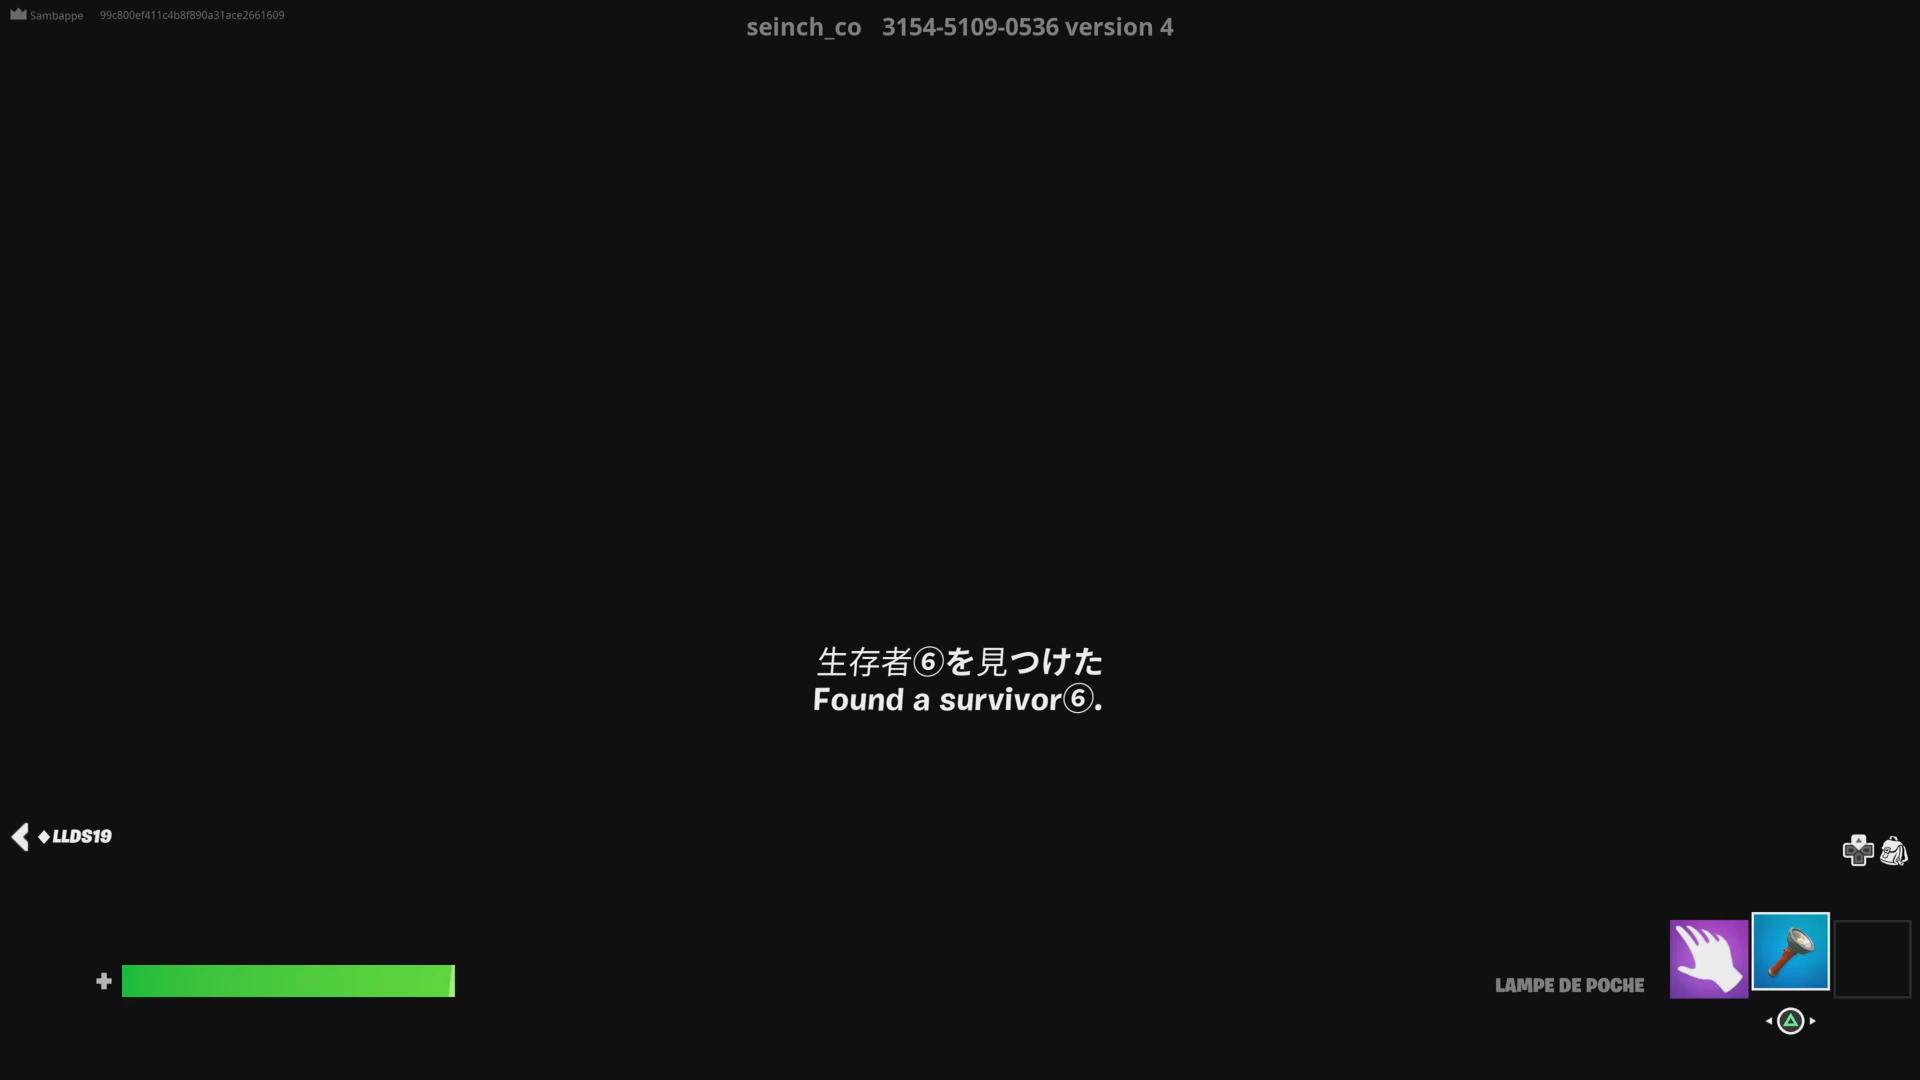 Sambappe 99c800ef411c4b8f890a31ace2661609
seinch_co 3154-5109-0536 version 4
生存者⑥を見つけた
Found a survivor⑥.
LLDS19
LAMPE DE POCHE